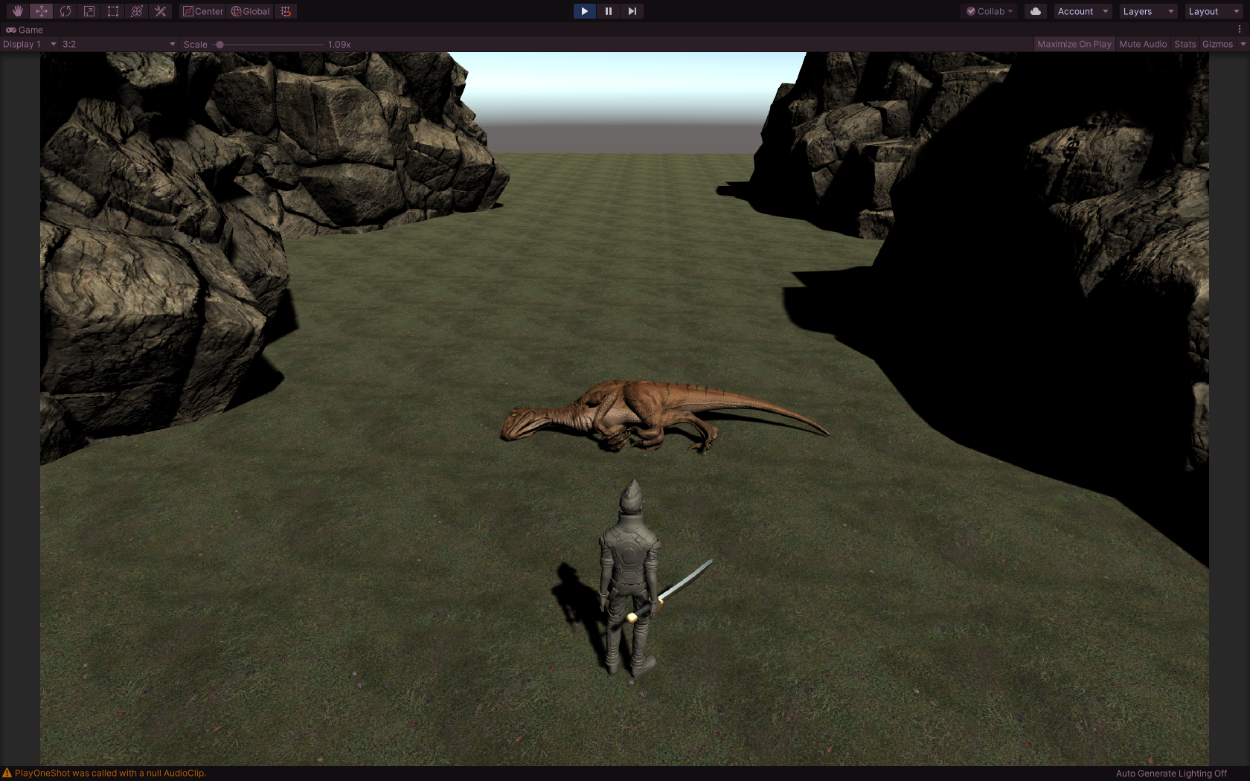 Center Global Collab Account Layers Layout
Game
Display 1 3:2 Scale 1.09x Maximize On Play Mute Audio Stats Gizmos
PlayOneShot was called with a null AudioClip. Auto Generate Lighting Off